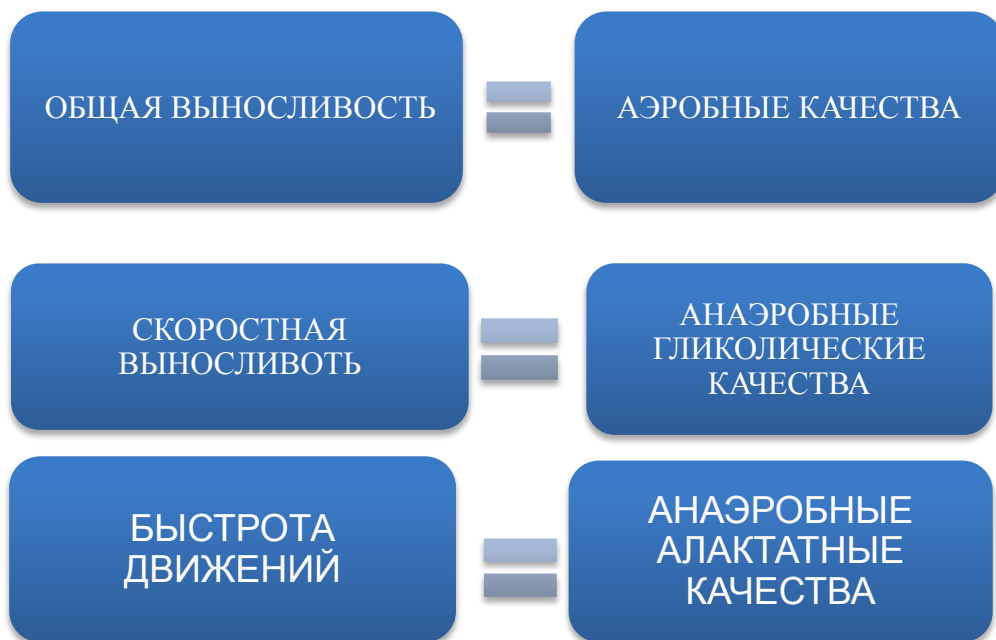 ОБЩАЯ ВЫНОСЛИВОСТЬ
АЭРОБНЫЕ КАЧЕСТВА
СКОРОСТНАЯ
ВЫНОСЛИВОТЬ
АНАЭРОБНЫЕ
ГЛИКОЛИЧЕСКИЕ
КАЧЕСТВА
БЫСТРОТА
ДВИЖЕНИЙ
АНАЭРОБНЫЕ
АЛАКТАТНЫЕ
КАЧЕСТВА